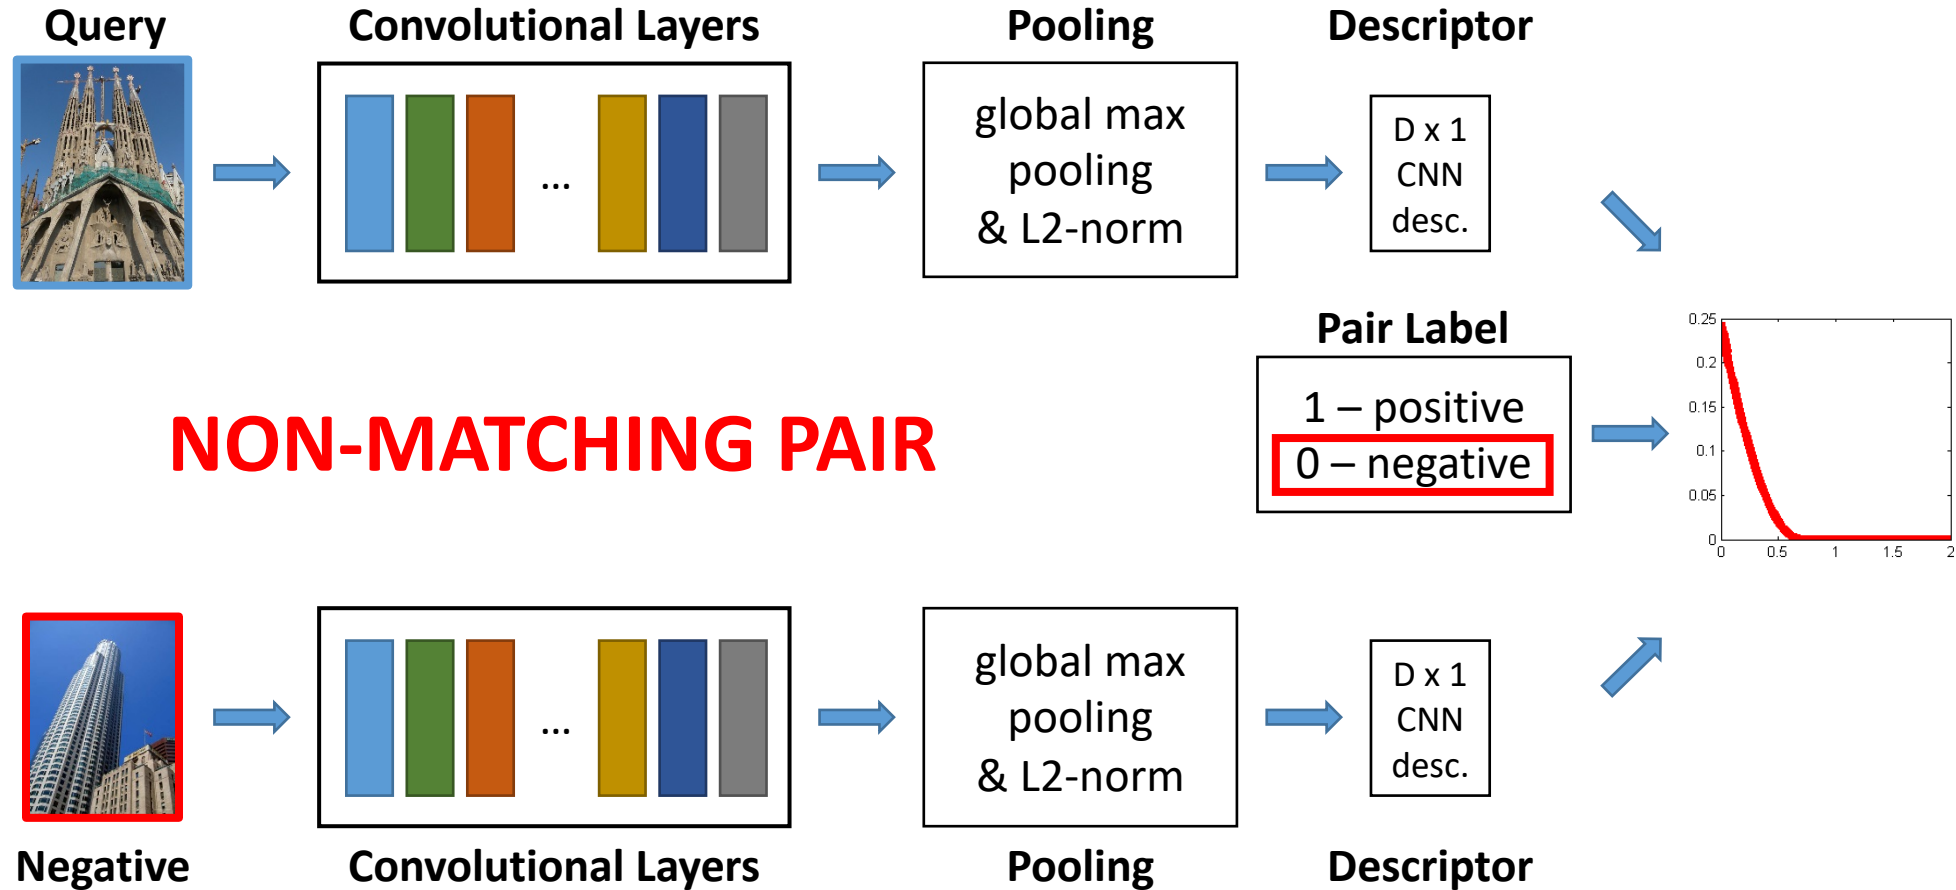 Query
Convolutional Layers
Pooling
Descriptor
...
global max
pooling
& L2-norm
D x 1
CNN
desc.
NON-MATCHING PAIR
Pair Label
1 – positive
0 – negative
0.25
0.2
0.15
0.1
0.05
0
0
0.5
1
1.5
2
...
global max
pooling
& L2-norm
D x 1
CNN
desc.
Negative
Convolutional Layers
Pooling
Descriptor